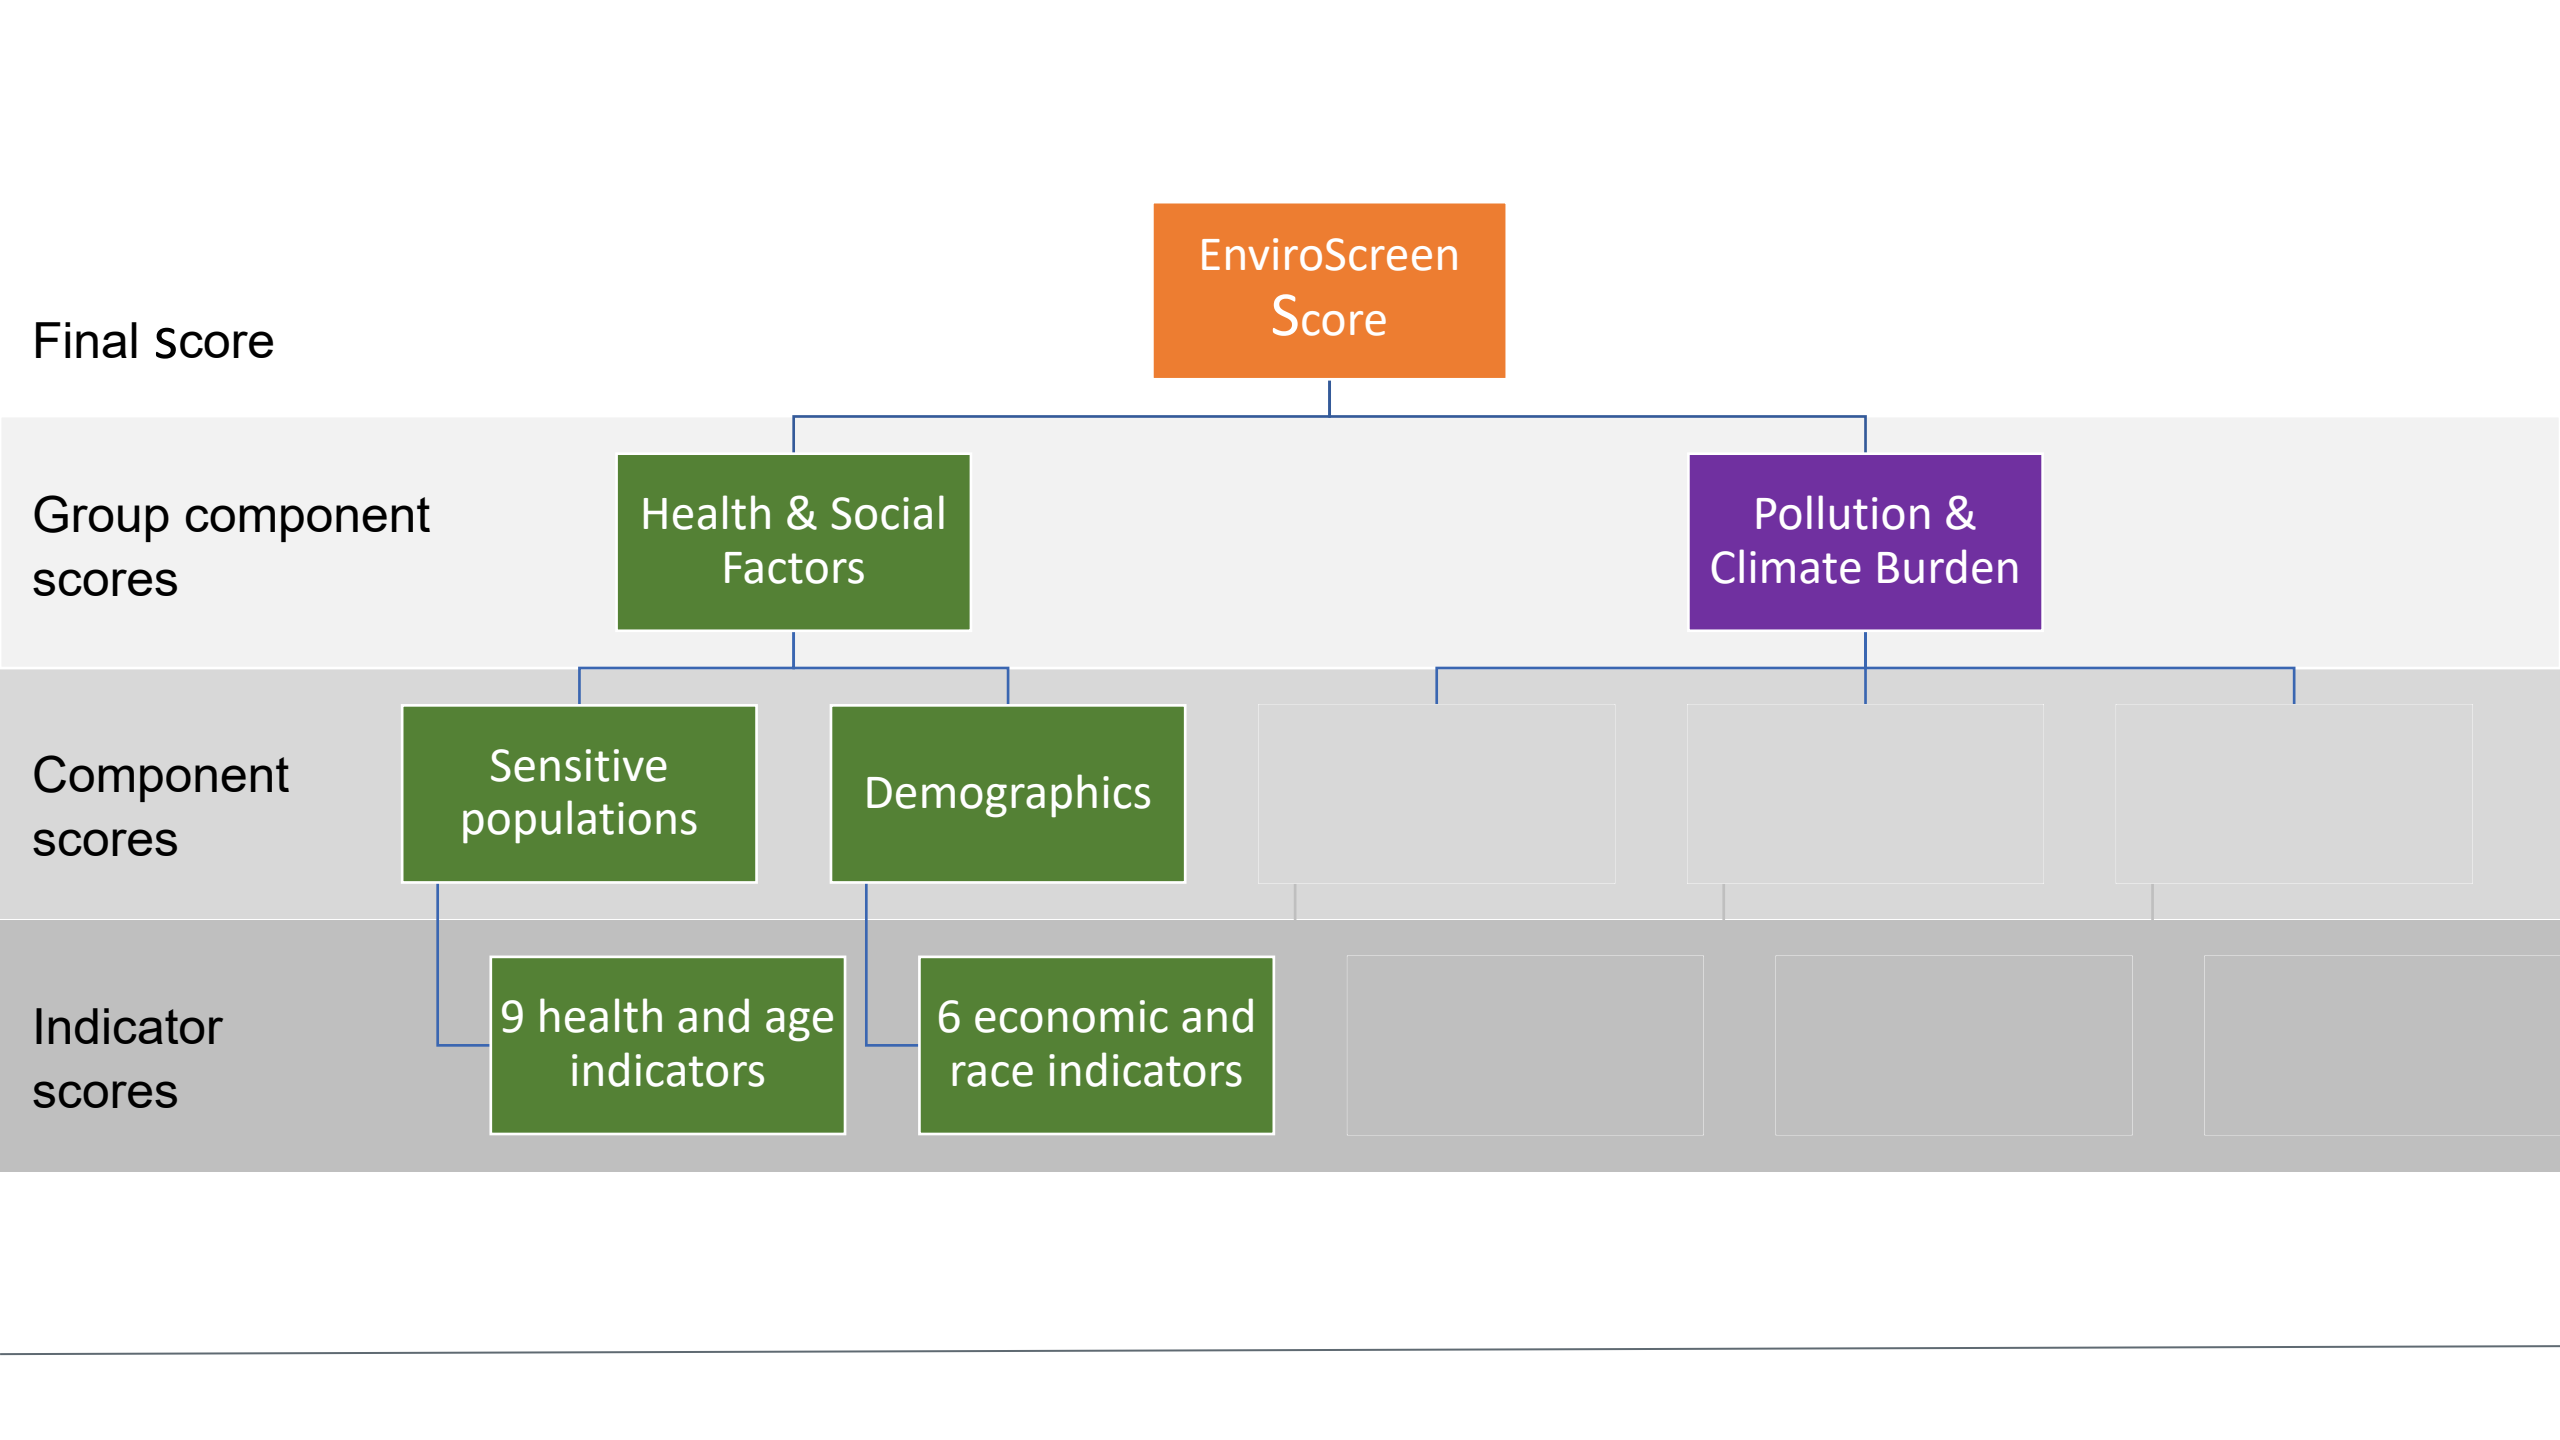 EnviroScreen
Score
Final score
Group component
scores
Health & Social
Factors
Pollution &
Climate Burden
Component
scores
Sensitive
populations
Demographics
Indicator
scores
9 health and age
indicators
6 economic and
race indicators